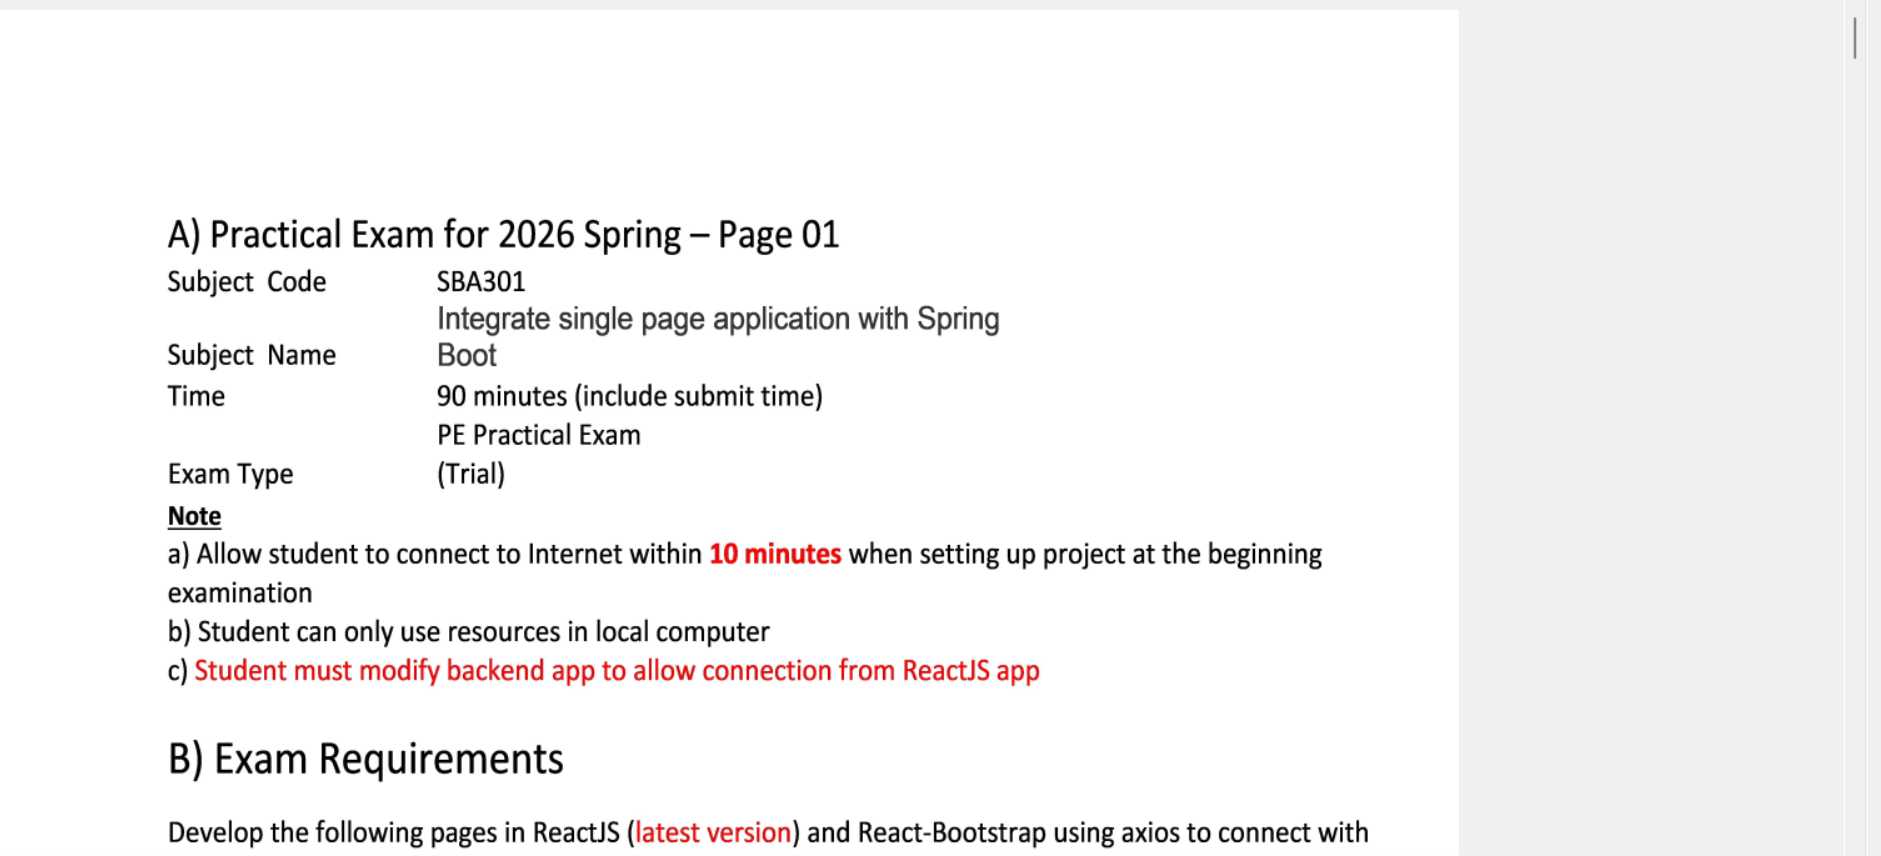 A) Practical Exam for 2026 Spring – Page 01
Subject Code SBA301
Integrate single page application with Spring
Subject Name Boot
Time 90 minutes (include submit time)
PE Practical Exam
Exam Type (Trial)
Note
a) Allow student to connect to Internet within 10 minutes when setting up project at the beginning
examination
b) Student can only use resources in local computer
c) Student must modify backend app to allow connection from ReactJS app
B) Exam Requirements
Develop the following pages in ReactJS (latest version) and React-Bootstrap using axios to connect with